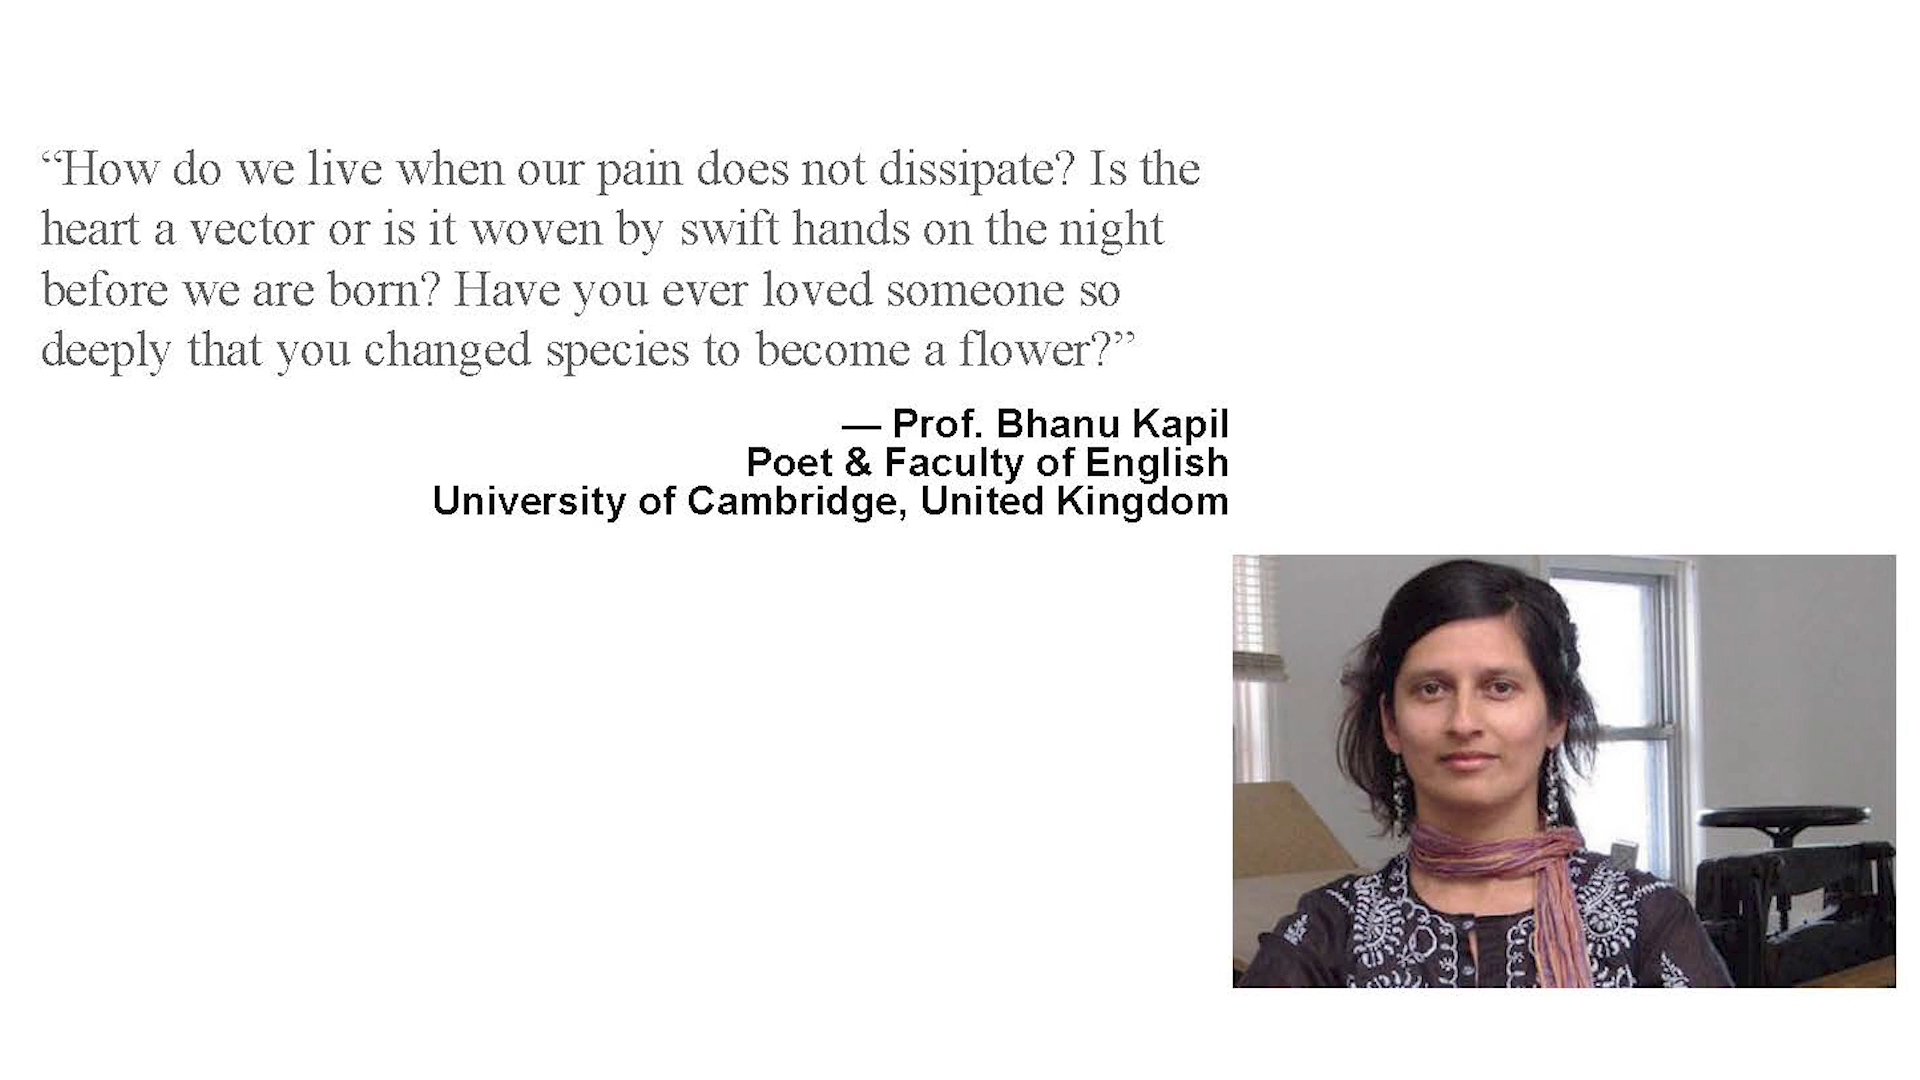 “How do we live when our pain does not dissipate? Is the
heart a vector or is it woven by swift hands on the night
before we are born? Have you ever loved someone so
deeply that you changed species to become a flower?”
— Prof. Bhanu Kapil
Poet & Faculty of English
University of Cambridge, United Kingdom